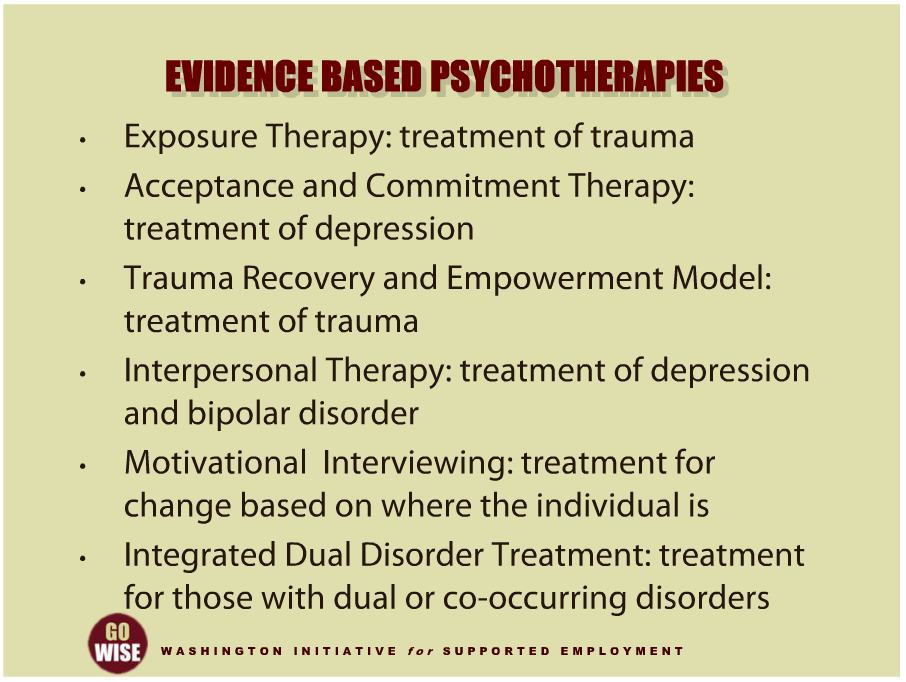 EVIDENCE BASED PSYCHOTHERAPIES
• Exposure Therapy: treatment of trauma
• Acceptance and Commitment Therapy:
treatment of depression
• Trauma Recovery and Empowerment Model:
treatment of trauma
• Interpersonal Therapy: treatment of depression
and bipolar disorder
• Motivational Interviewing: treatment for
change based on where the individual is
• Integrated Dual Disorder Treatment: treatment
for those with dual or co-occurring disorders
GO
WISE
WASHINGTON INITIATIVE for SUPPORTED EMPLOYMENT